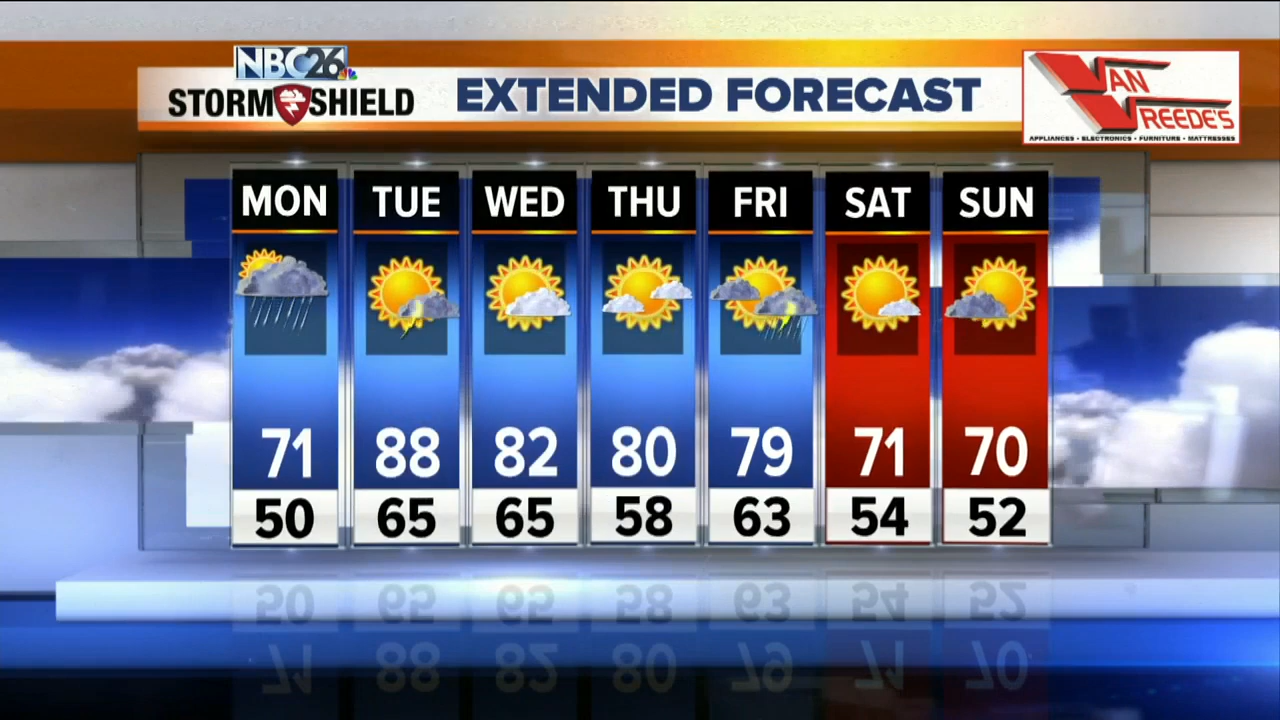 NBC26
STORM SHIELD
EXTENDED FORECAST
VAN VREEDE'S
APPLIANCES • ELECTRONICS • FURNITURE • MATTRESSES
MON TUE WED THU FRI SAT SUN
71 88 82 80 79 71 70
50 65 65 58 63 54 52